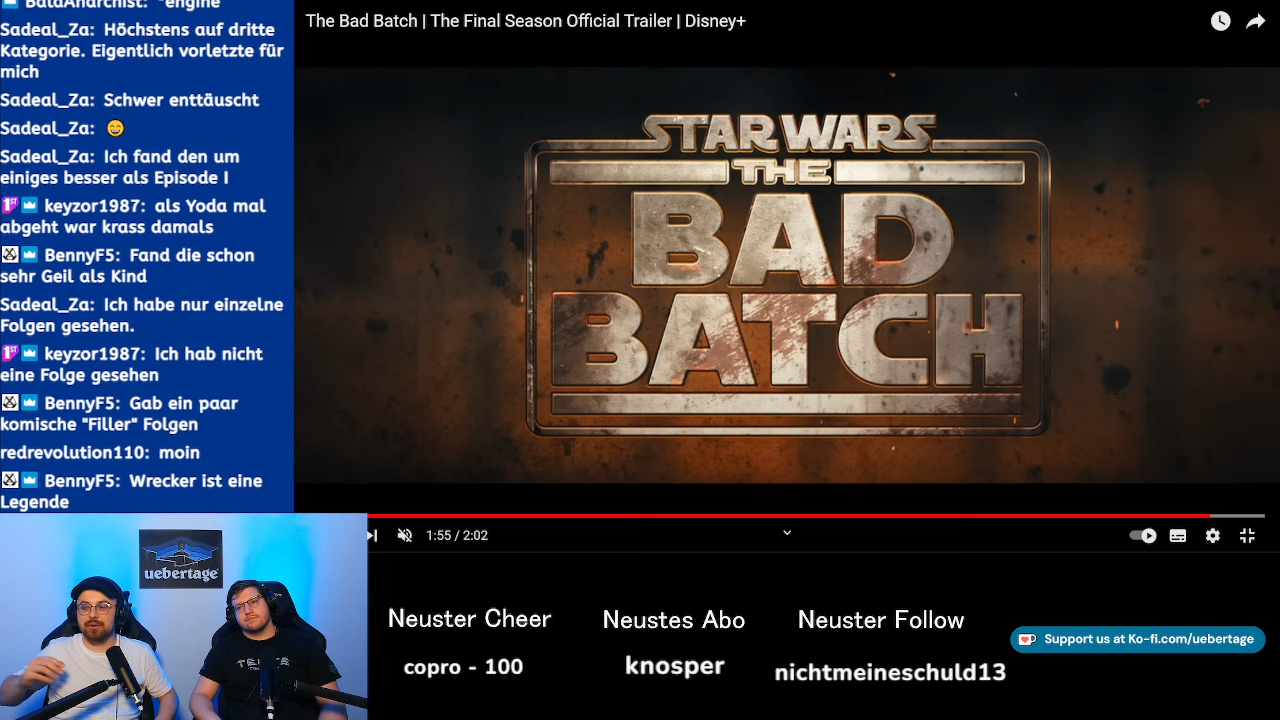 BaldAnarchist: *engine
Sadeal_Za: Höchstens auf dritte
Kategorie. Eigentlich vorletzte für
mich
Sadeal_Za: Schwer enttäuscht
Sadeal_Za:
Sadeal_Za: Ich fand den um
einiges besser als Episode I
1ST keyzor1987: als Yoda mal
abgeht war krass damals
BennyF5: Fand die schon
sehr Geil als Kind
Sadeal_Za: Ich habe nur einzelne
Folgen gesehen.
1ST keyzor1987: Ich hab nicht
eine Folge gesehen
BennyF5: Gab ein paar
komische "Filler" Folgen
redrevolution110: moin
BennyF5: Wrecker ist eine
Legende
The Bad Batch | The Final Season Official Trailer | Disney+
STAR WARS
THE
BAD
BATCH
1:55 / 2:02
uebertage
Neuster Cheer
copro - 100
Neustes Abo
knosper
Neuster Follow
nichtmeineschuld13
Support us at Ko-fi.com/uebertage